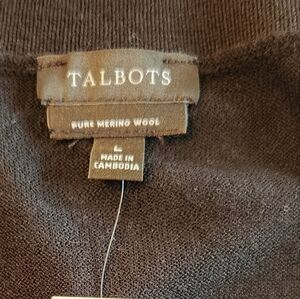 TALBOTS
PURE MERINO WOOL
L
MADE IN
CAMBODIA